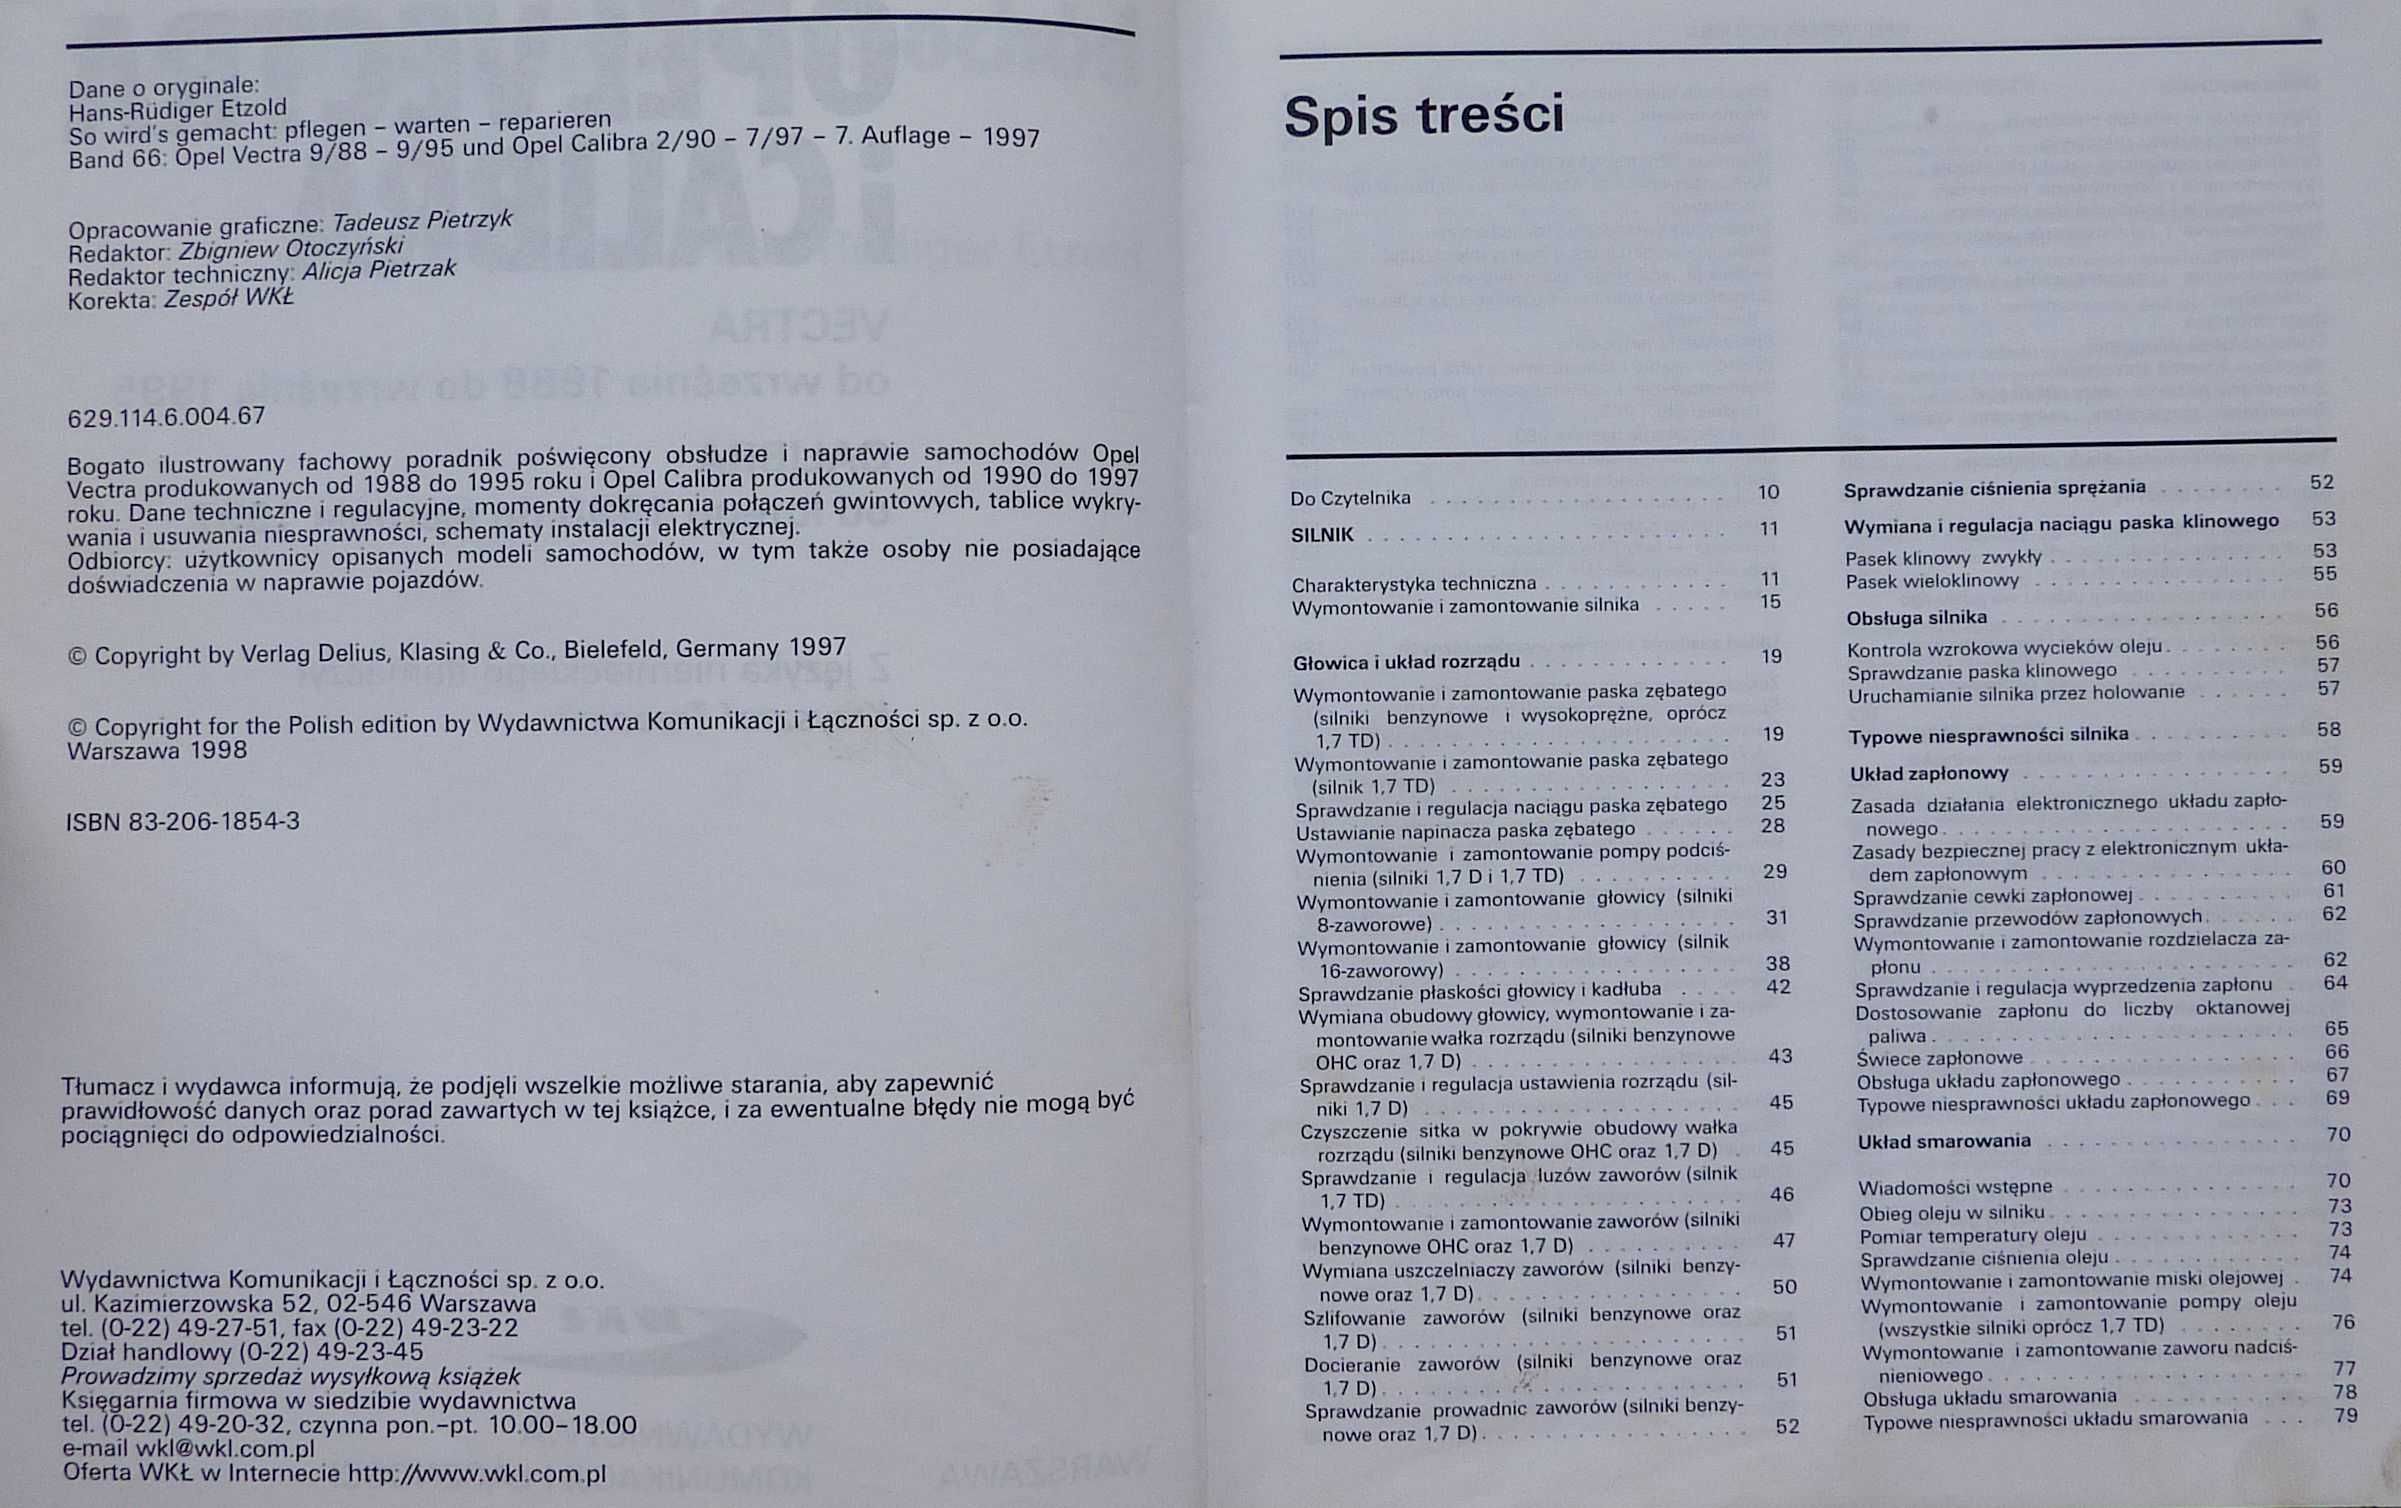 Dane o oryginale:
Hans-Rüdiger Etzold
So wird's gemacht: pflegen – warten – reparieren
Band 66: Opel Vectra 9/88 – 9/95 und Opel Calibra 2/90 – 7/97 – 7. Auflage – 1997
Opracowanie graficzne: Tadeusz Pietrzyk
Redaktor: Zbigniew Otoczyński
Redaktor techniczny: Alicja Pietrzak
Korekta: Zespół WKŁ
629.114.6.004.67
Bogato ilustrowany fachowy poradnik poświęcony obsłudze i naprawie samochodów Opel
Vectra produkowanych od 1988 do 1995 roku i Opel Calibra produkowanych od 1990 do 1997
roku. Dane techniczne i regulacyjne, momenty dokręcania połączeń gwintowych, tablice wykry-
wania i usuwania niesprawności, schematy instalacji elektrycznej.
Odbiorcy: użytkownicy opisanych modeli samochodów, w tym także osoby nie posiadające
doświadczenia w naprawie pojazdów.
© Copyright by Verlag Delius, Klasing & Co., Bielefeld, Germany 1997
© Copyright for the Polish edition by Wydawnictwa Komunikacji i Łączności sp. z o.o.
Warszawa 1998
ISBN 83-206-1854-3
Tłumacz i wydawca informują, że podjęli wszelkie możliwe starania, aby zapewnić
prawidłowość danych oraz porad zawartych w tej książce, i za ewentualne błędy nie mogą być
pociągnięci do odpowiedzialności.
Wydawnictwa Komunikacji i Łączności sp. z o.o.
ul. Kazimierzowska 52, 02-546 Warszawa
tel. (0-22) 49-27-51, fax (0-22) 49-23-22
Dział handlowy (0-22) 49-23-45
Prowadzimy sprzedaż wysyłkową książek
Księgarnia firmowa w siedzibie wydawnictwa
tel. (0-22) 49-20-32, czynna pon.–pt. 10.00–18.00
e-mail wkl@wkl.com.pl
Oferta WKŁ w Internecie http://www.wkl.com.pl
Spis treści
Do Czytelnika . . . . . 10
SILNIK . . . . . 11
Charakterystyka techniczna . . . . . 11
Wymontowanie i zamontowanie silnika . . . . . 15
Głowica i układ rozrządu . . . . . 19
Wymontowanie i zamontowanie paska zębatego
(silniki benzynowe i wysokoprężne, oprócz
1,7 TD) . . . . . 19
Wymontowanie i zamontowanie paska zębatego
(silnik 1,7 TD) . . . . . 23
Sprawdzanie i regulacja naciągu paska zębatego 25
Ustawianie napinacza paska zębatego . . . . . 28
Wymontowanie i zamontowanie pompy podciś-
nienia (silniki 1,7 D i 1,7 TD) . . . . . 29
Wymontowanie i zamontowanie głowicy (silniki
8-zaworowe) . . . . . 31
Wymontowanie i zamontowanie głowicy (silnik
16-zaworowy) . . . . . 38
Sprawdzanie płaskości głowicy i kadłuba . . . . 42
Wymiana obudowy głowicy, wymontowanie i za-
montowanie wałka rozrządu (silniki benzynowe
OHC oraz 1,7 D) . . . . . 43
Sprawdzanie i regulacja ustawienia rozrządu (sil-
niki 1,7 D) . . . . . 45
Czyszczenie sitka w pokrywie obudowy wałka
rozrządu (silniki benzynowe OHC oraz 1,7 D) . 45
Sprawdzanie i regulacja luzów zaworów (silnik
1,7 TD) . . . . . 46
Wymontowanie i zamontowanie zaworów (silniki
benzynowe OHC oraz 1,7 D) . . . . . 47
Wymiana uszczelniaczy zaworów (silniki benzy-
nowe oraz 1,7 D) . . . . . 50
Szlifowanie zaworów (silniki benzynowe oraz
1,7 D) . . . . . 51
Docieranie zaworów (silniki benzynowe oraz
1,7 D) . . . . . 51
Sprawdzanie prowadnic zaworów (silniki benzy-
nowe oraz 1,7 D) . . . . . 52
Sprawdzanie ciśnienia sprężania . . . . . 52
Wymiana i regulacja naciągu paska klinowego 53
Pasek klinowy zwykły . . . . . 53
Pasek wieloklinowy . . . . . 55
Obsługa silnika . . . . . 56
Kontrola wzrokowa wycieków oleju . . . . . 56
Sprawdzanie paska klinowego . . . . . 57
Uruchamianie silnika przez holowanie . . . . . 57
Typowe niesprawności silnika . . . . . 58
Układ zapłonowy . . . . . 59
Zasada działania elektronicznego układu zapło-
nowego . . . . . 59
Zasady bezpiecznej pracy z elektronicznym ukła-
dem zapłonowym . . . . . 60
Sprawdzanie cewki zapłonowej . . . . . 61
Sprawdzanie przewodów zapłonowych . . . . . 62
Wymontowanie i zamontowanie rozdzielacza za-
płonu . . . . . 62
Sprawdzanie i regulacja wyprzedzenia zapłonu . 64
Dostosowanie zapłonu do liczby oktanowej
paliwa . . . . . 65
Świece zapłonowe . . . . . 66
Obsługa układu zapłonowego . . . . . 67
Typowe niesprawności układu zapłonowego . . . 69
Układ smarowania . . . . . 70
Wiadomości wstępne . . . . . 70
Obieg oleju w silniku . . . . . 73
Pomiar temperatury oleju . . . . . 73
Sprawdzanie ciśnienia oleju . . . . . 74
Wymontowanie i zamontowanie miski olejowej . 74
Wymontowanie i zamontowanie pompy oleju
(wszystkie silniki oprócz 1,7 TD) . . . . . 76
Wymontowanie i zamontowanie zaworu nadciś-
nieniowego . . . . . 77
Obsługa układu smarowania . . . . . 78
Typowe niesprawności układu smarowania . . . 79